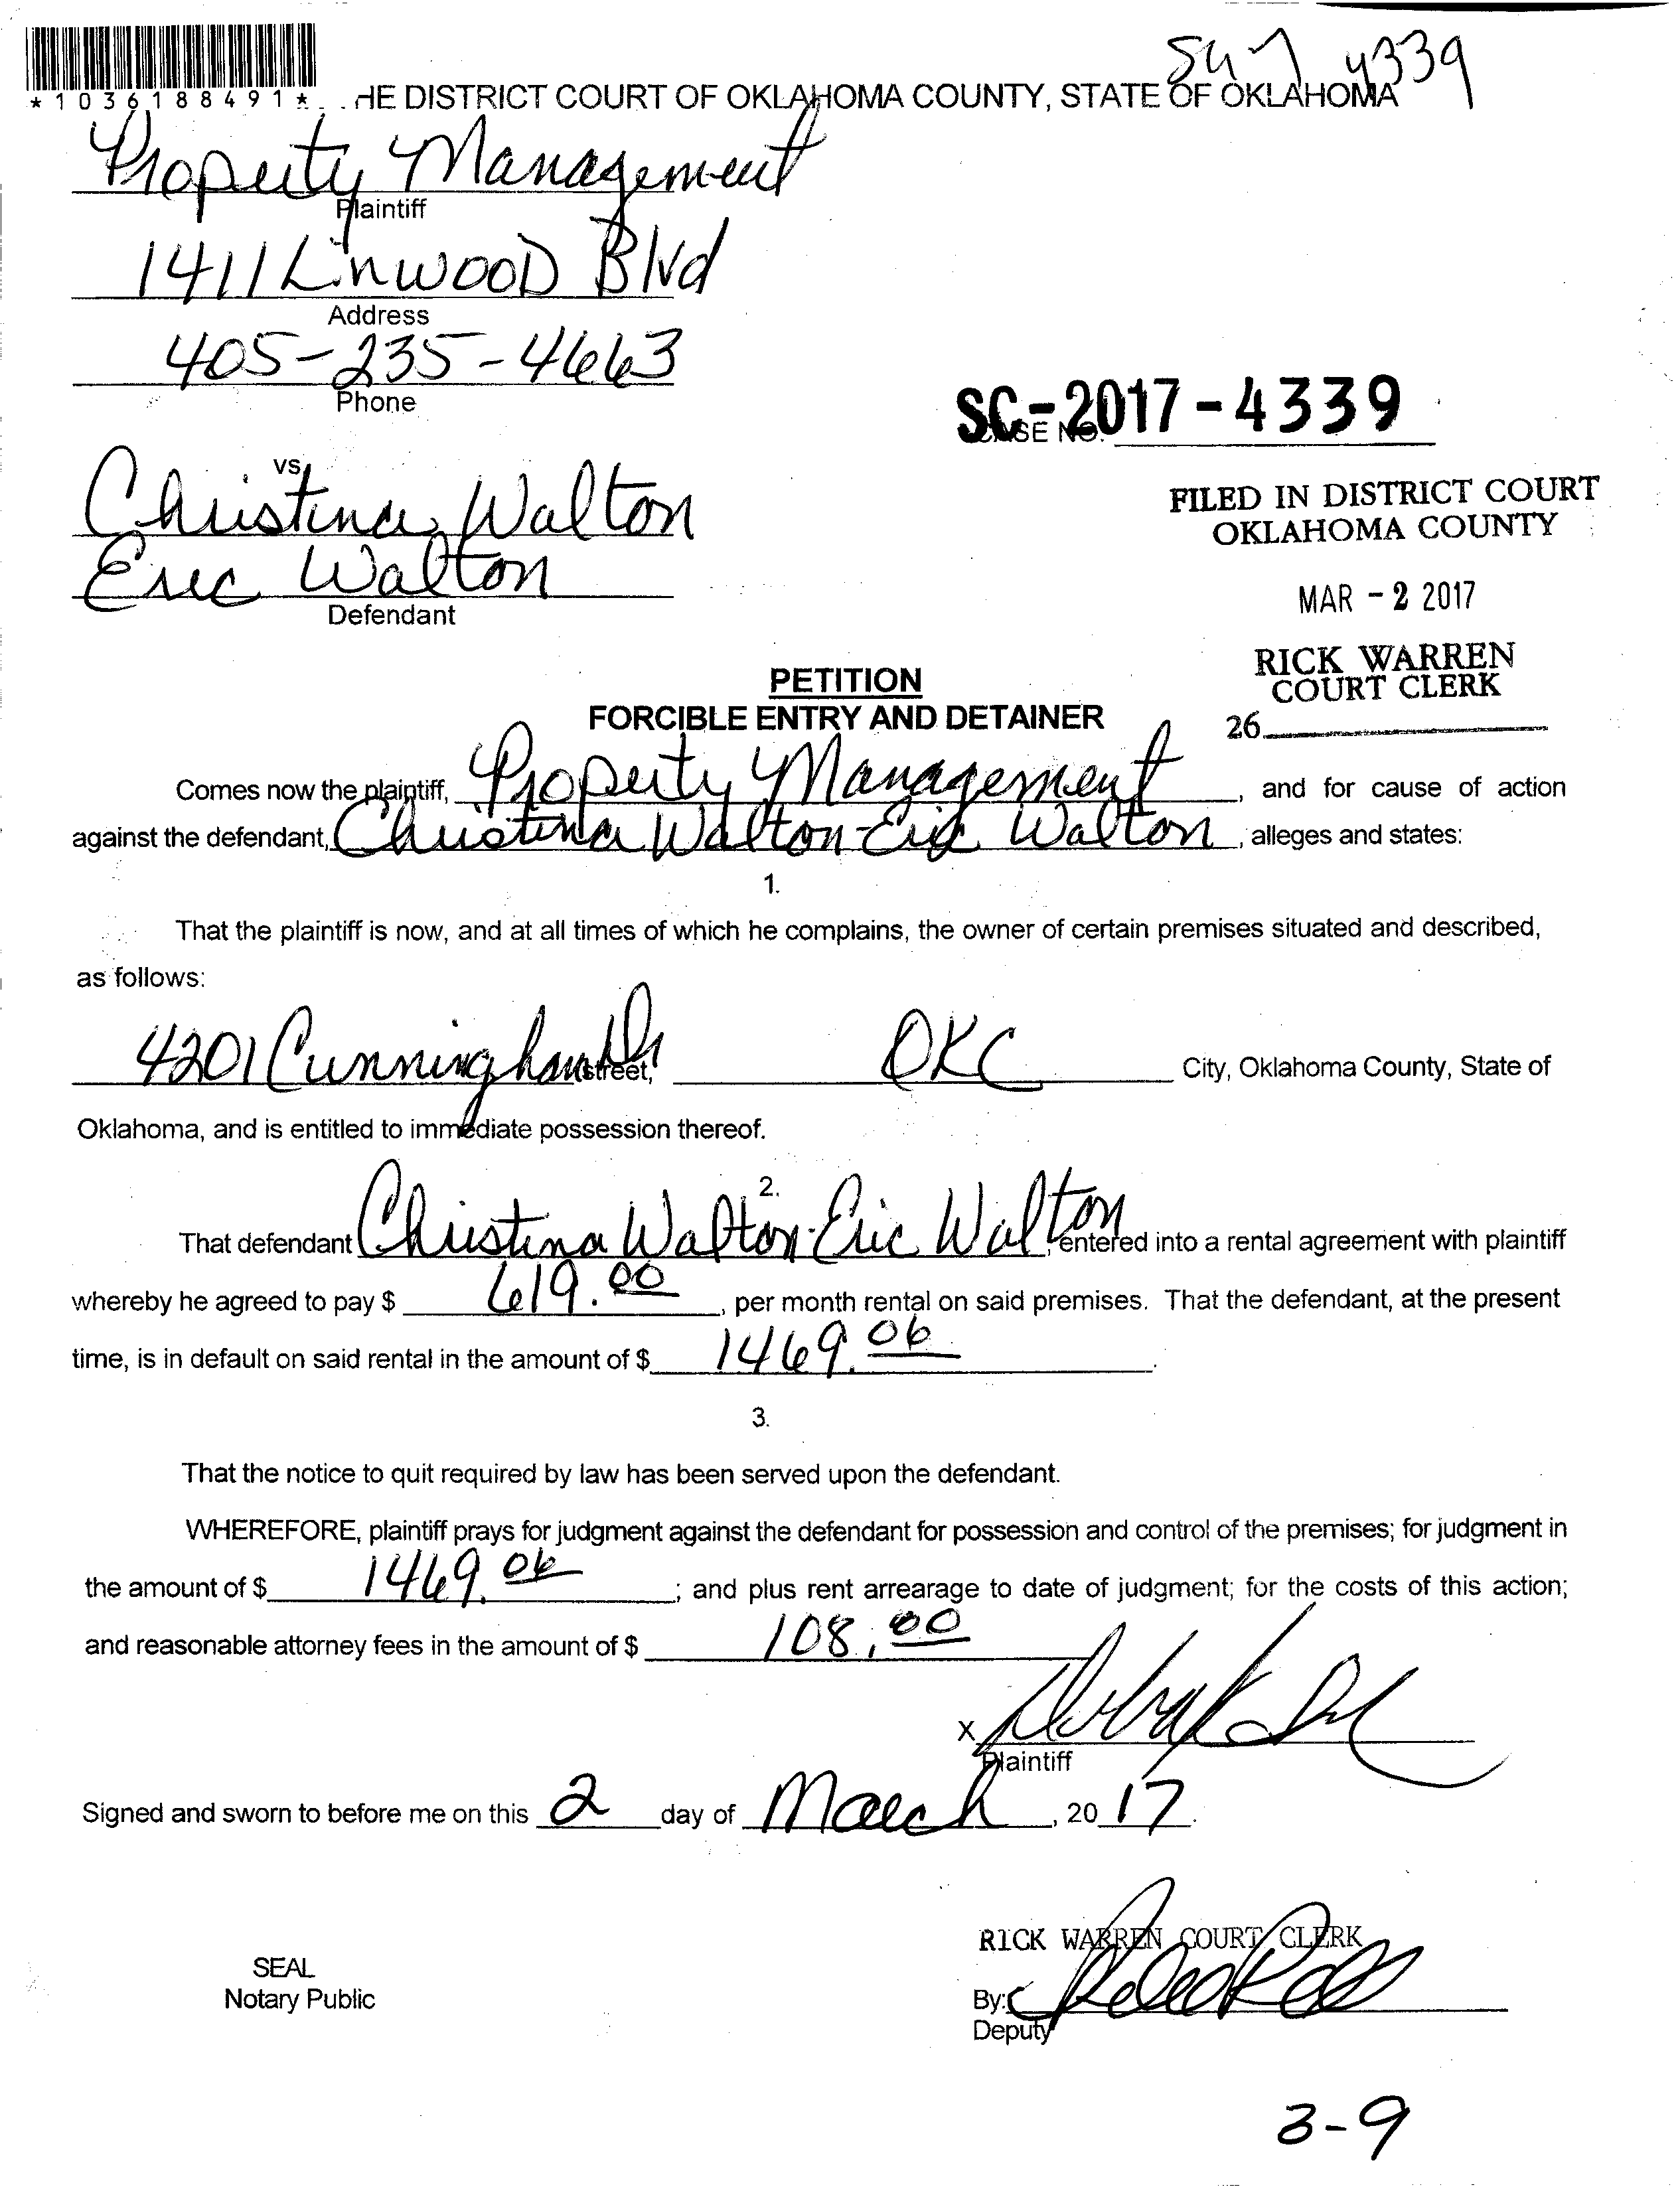 4339
*1036188491*
HE DISTRICT COURT OF OKLAHOMA COUNTY, STATE OF OKLAHOMA
Property Management
Plaintiff
1411 Linwood Blvd
Address
405-235-4663
Phone
SC-2017-4339
CASE NO.
vs.
Christina Walton
Eric Walton
Defendant
FILED IN DISTRICT COURT
OKLAHOMA COUNTY
MAR - 2 2017
RICK WARREN
COURT CLERK
26
PETITION
FORCIBLE ENTRY AND DETAINER
Comes now the plaintiff, Property Management, and for cause of action
against the defendant, Christina Walton-Eric Walton, alleges and states:
1.
That the plaintiff is now, and at all times of which he complains, the owner of certain premises situated and described,
as follows:
4201 Cunningham Dr street, OKC City, Oklahoma County, State of
Oklahoma, and is entitled to immediate possession thereof.
2.
That defendant Christina Walton-Eric Walton, entered into a rental agreement with plaintiff
whereby he agreed to pay $ 619.00, per month rental on said premises. That the defendant, at the present
time, is in default on said rental in the amount of $ 1469.06.
3.
That the notice to quit required by law has been served upon the defendant.
WHEREFORE, plaintiff prays for judgment against the defendant for possession and control of the premises; for judgment in
the amount of $ 1469.06; and plus rent arrearage to date of judgment; for the costs of this action;
and reasonable attorney fees in the amount of $ 108.00
X
Plaintiff
Signed and sworn to before me on this 2 day of March, 2017.
RICK WARREN COURT CLERK
SEAL
Notary Public
By:
Deputy
3-9